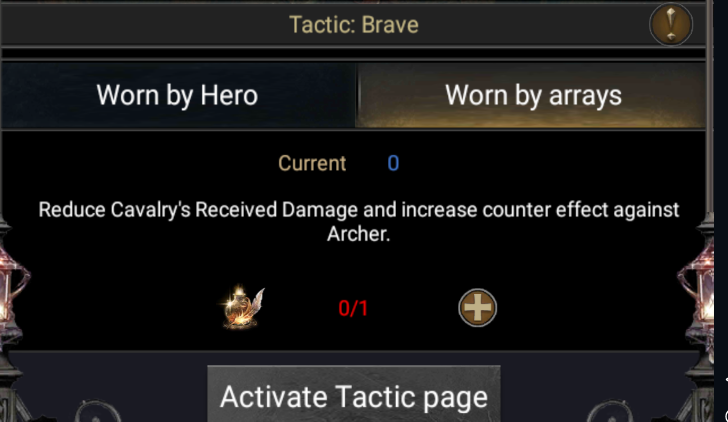 Tactic: Brave
Worn by Hero
Worn by arrays
Current 0
Reduce Cavalry's Received Damage and increase counter effect against
Archer.
0/1
Activate Tactic page